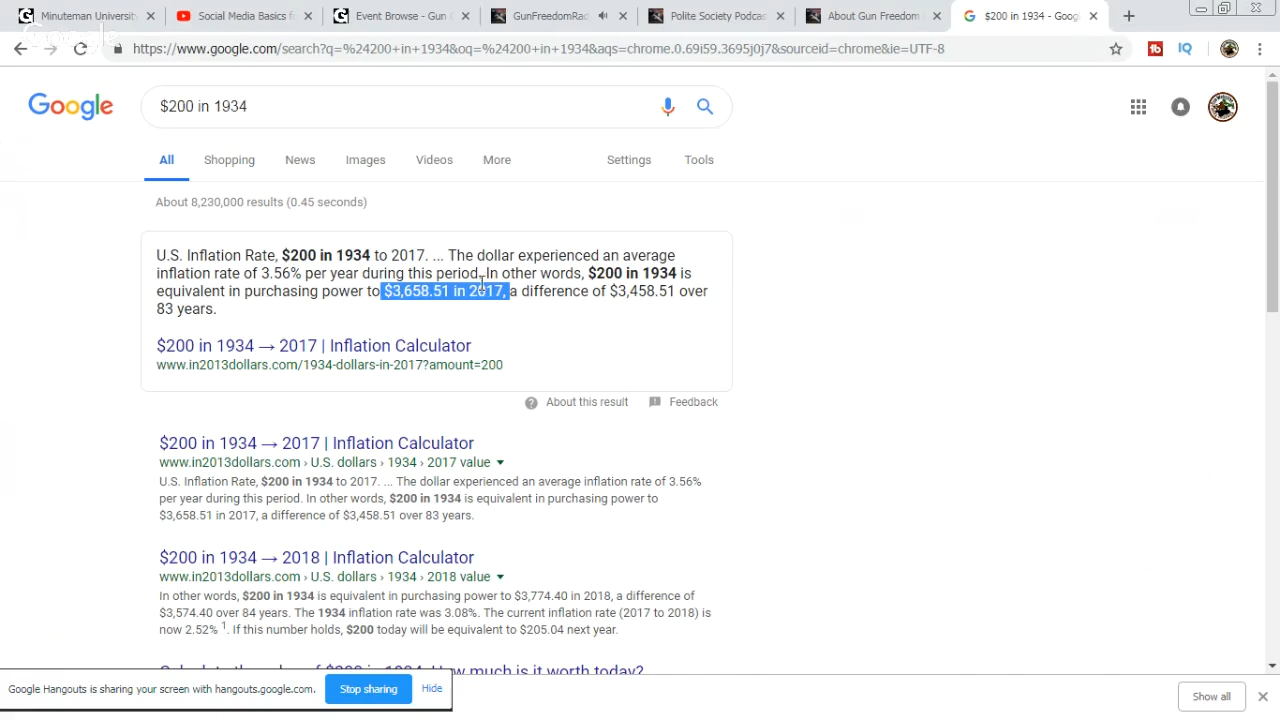 Minuteman Universit
Social Media Basics f
Event Browse - Gun
GunFreedomRad
Polite Society Podcas
About Gun Freedom
$200 in 1934 - Goog
https://www.google.com/search?q=%24200+in+1934&oq=%24200+in+1934&aqs=chrome.0.69i59.3695j0j7&sourceid=chrome&ie=UTF-8
Google
$200 in 1934
All Shopping News Images Videos More Settings Tools
About 8,230,000 results (0.45 seconds)
U.S. Inflation Rate, $200 in 1934 to 2017. ... The dollar experienced an average
inflation rate of 3.56% per year during this period. In other words, $200 in 1934 is
equivalent in purchasing power to $3,658.51 in 2017, a difference of $3,458.51 over
83 years.
$200 in 1934 → 2017 | Inflation Calculator
www.in2013dollars.com/1934-dollars-in-2017?amount=200
About this result Feedback
$200 in 1934 → 2017 | Inflation Calculator
www.in2013dollars.com › U.S. dollars › 1934 › 2017 value
U.S. Inflation Rate, $200 in 1934 to 2017. ... The dollar experienced an average inflation rate of 3.56%
per year during this period. In other words, $200 in 1934 is equivalent in purchasing power to
$3,658.51 in 2017, a difference of $3,458.51 over 83 years.
$200 in 1934 → 2018 | Inflation Calculator
www.in2013dollars.com › U.S. dollars › 1934 › 2018 value
In other words, $200 in 1934 is equivalent in purchasing power to $3,774.40 in 2018, a difference of
$3,574.40 over 84 years. The 1934 inflation rate was 3.08%. The current inflation rate (2017 to 2018) is
now 2.52% 1. If this number holds, $200 today will be equivalent to $205.04 next year.
Calculate the value of $200 in 1934. How much is it worth today?
Google Hangouts is sharing your screen with hangouts.google.com. Stop sharing Hide
Show all